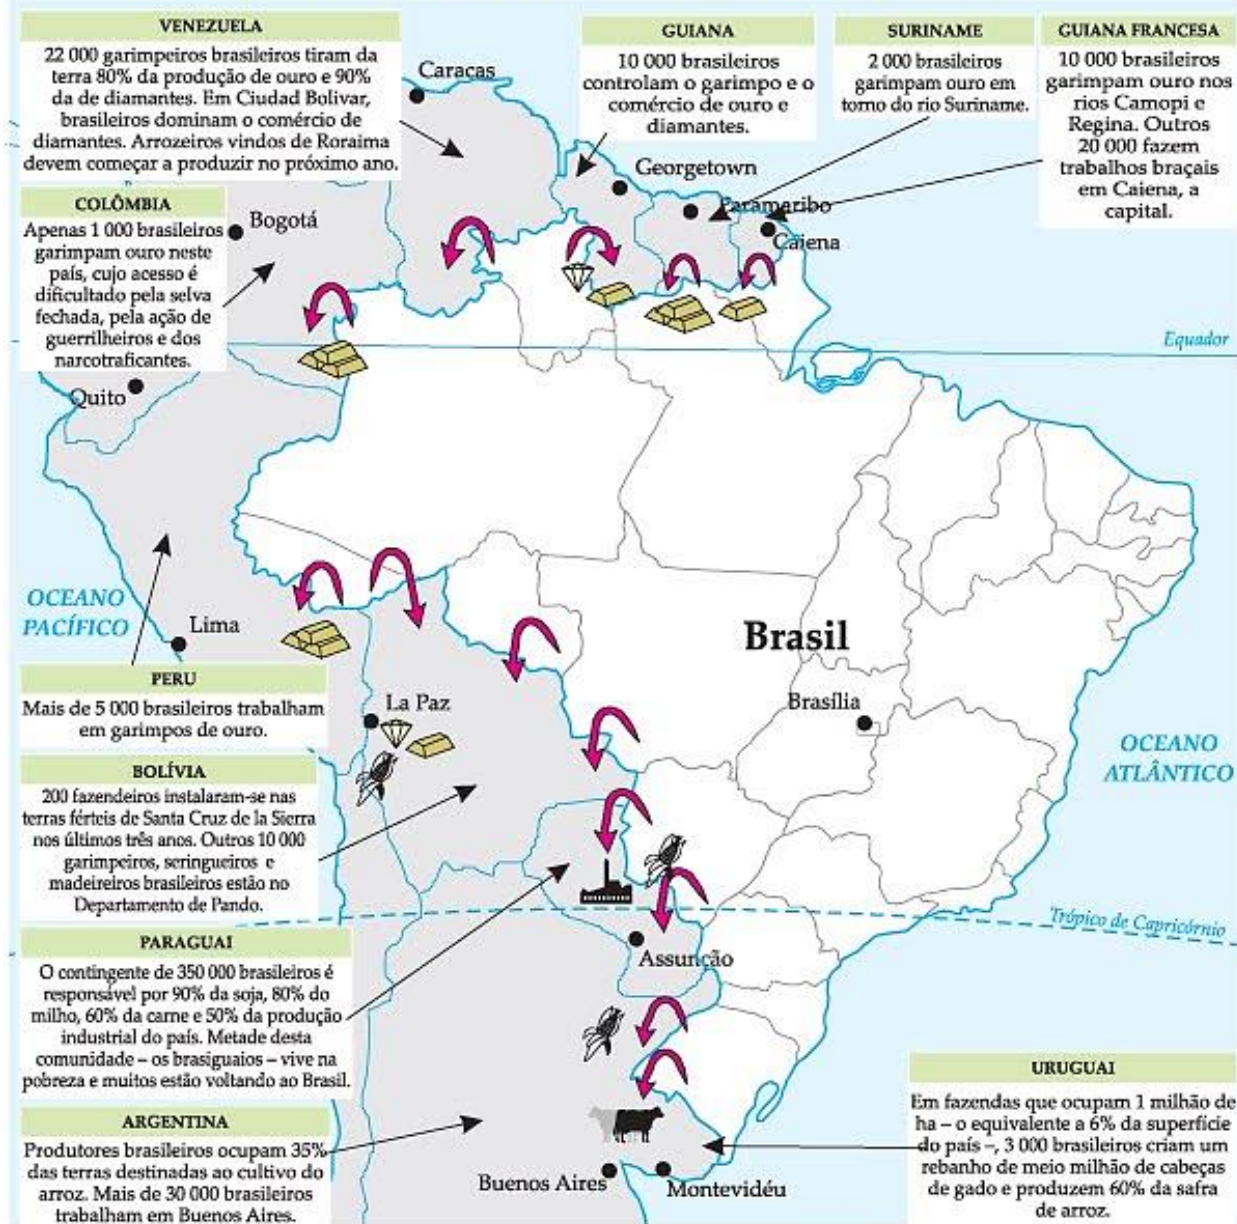 VENEZUELA
22 000 garimpeiros brasileiros tiram da
terra 80% da produção de ouro e 90%
da de diamantes. Em Ciudad Bolivar,
brasileiros dominam o comércio de
diamantes. Arrozeiros vindos de Roraima
devem começar a produzir no próximo ano.
GUIANA
10 000 brasileiros
controlam o garimpo e o
comércio de ouro e
diamantes.
SURINAME
2 000 brasileiros
garimpam ouro em
torno do rio Suriname.
GUIANA FRANCESA
10 000 brasileiros
garimpam ouro nos
rios Camopi e
Regina. Outros
20 000 fazem
trabalhos braçais
em Caiena, a
capital.
Caracas
Georgetown
Paramaribo
Caiena
COLÔMBIA
Apenas 1 000 brasileiros
garimpam ouro neste
país, cujo acesso é
dificultado pela selva
fechada, pela ação de
guerrilheiros e dos
narcotraficantes.
Bogotá
Equador
Quito
OCEANO
PACÍFICO
Lima
Brasil
Brasília
OCEANO
ATLÂNTICO
PERU
Mais de 5 000 brasileiros trabalham
em garimpos de ouro.
La Paz
BOLÍVIA
200 fazendeiros instalaram-se nas
terras férteis de Santa Cruz de la Sierra
nos últimos três anos. Outros 10 000
garimpeiros, seringueiros e
madeireiros brasileiros estão no
Departamento de Pando.
Trópico de Capricórnio
PARAGUAI
O contingente de 350 000 brasileiros é
responsável por 90% da soja, 80% do
milho, 60% da carne e 50% da produção
industrial do país. Metade desta
comunidade – os brasiguaios – vive na
pobreza e muitos estão voltando ao Brasil.
Assunção
ARGENTINA
Produtores brasileiros ocupam 35%
das terras destinadas ao cultivo do
arroz. Mais de 30 000 brasileiros
trabalham em Buenos Aires.
Buenos Aires
Montevidéu
URUGUAI
Em fazendas que ocupam 1 milhão de
ha – o equivalente a 6% da superfície
do país –, 3 000 brasileiros criam um
rebanho de meio milhão de cabeças
de gado e produzem 60% da safra
de arroz.